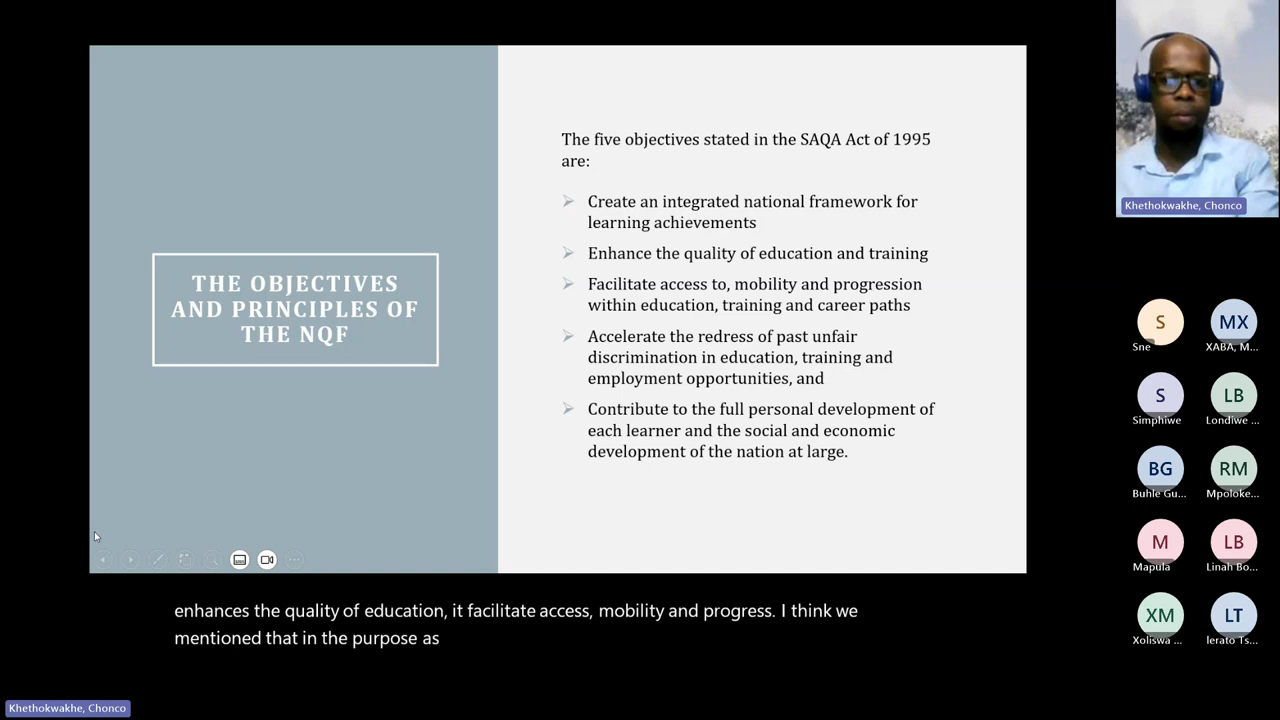 THE OBJECTIVES
AND PRINCIPLES OF
THE NQF
The five objectives stated in the SAQA Act of 1995
are:
Create an integrated national framework for
learning achievements
Enhance the quality of education and training
Facilitate access to, mobility and progression
within education, training and career paths
Accelerate the redress of past unfair
discrimination in education, training and
employment opportunities, and
Contribute to the full personal development of
each learner and the social and economic
development of the nation at large.
enhances the quality of education, it facilitate access, mobility and progress. I think we
mentioned that in the purpose as
Khethokwakhe, Chonco
Khethokwakhe, Chonco
S
MX
Sne
XABA, M...
S
LB
Simphiwe
Londiwe ...
BG
RM
Buhle Gu...
Mpoloke...
M
LB
Mapula
Linah Bo...
XM
LT
Xoliswa ...
lerato Ts...